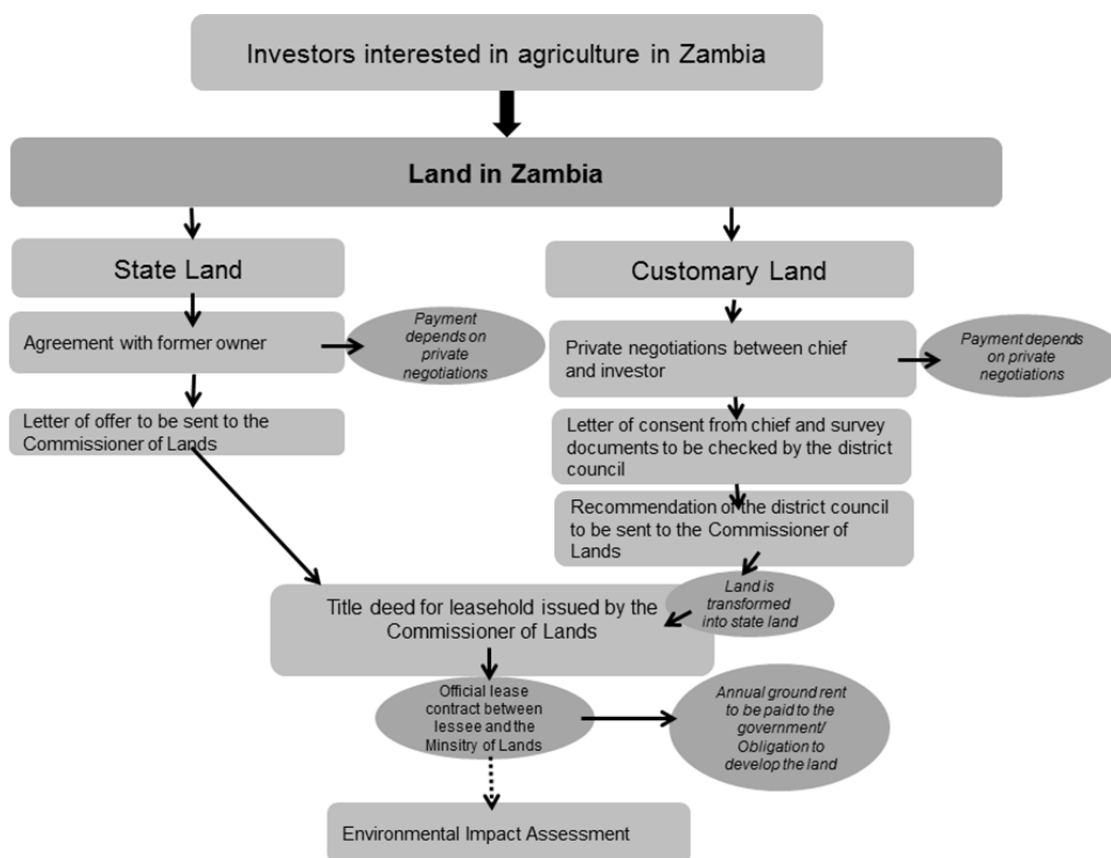 Investors interested in agriculture in Zambia
Land in Zambia
State Land
Customary Land
Agreement with former owner
Payment
depends on
private
negotiations
Private negotiations between chief
and investor
Payment depends
on private
negotiations
Letter of offer to be sent to the
Commissioner of Lands
Letter of consent from chief and survey
documents to be checked by the district
council
Recommendation of the district council
to be sent to the Commissioner of
Lands
Land is
transformed
into state land
Title deed for leasehold issued by the
Commissioner of Lands
Official lease
contract between
lessee and the
Minsitry of Lands
Annual ground rent
to be paid to the
government/
Obligation to
develop the land
Environmental Impact Assessment